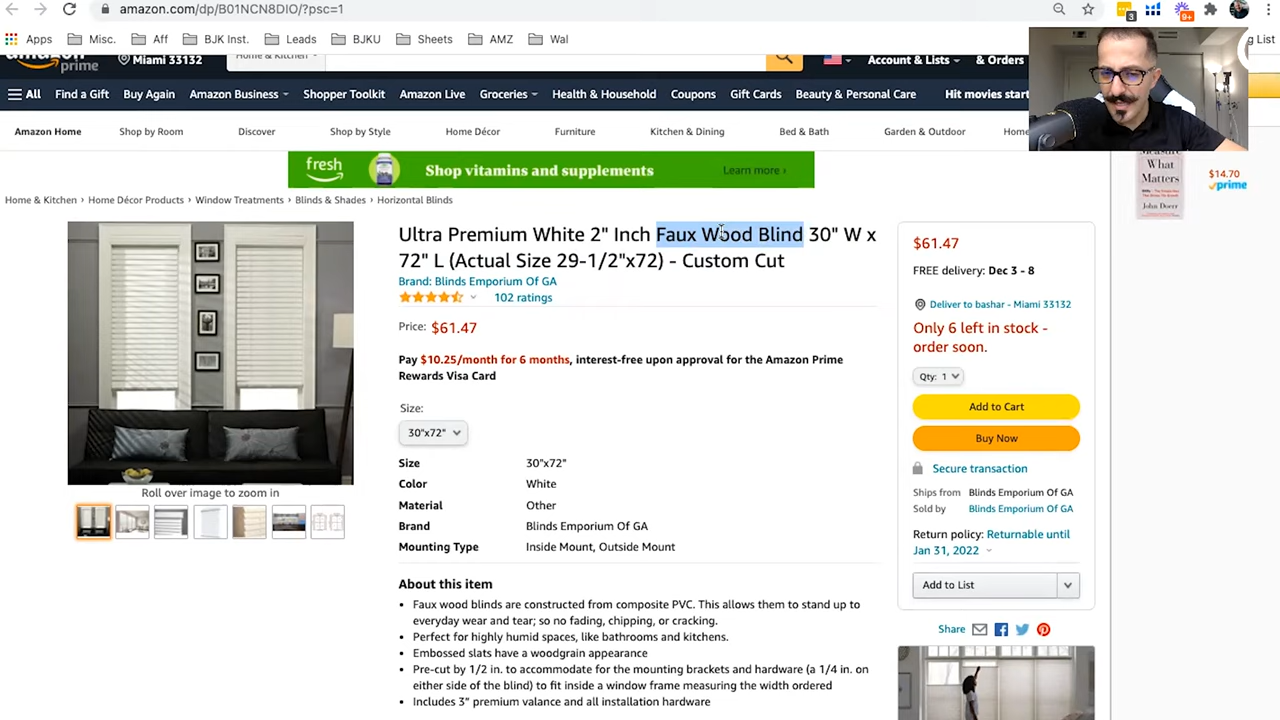 amazon.com/dp/B01NCN8DIO/?psc=1
3
9+
Apps
Misc.
Aff
BJK Inst.
Leads
BJKU
Sheets
AMZ
Wal
g List
amazon
prime
Miami 33132
Home & Kitchen
Account & Lists
& Orders
All
Find a Gift
Buy Again
Amazon Business
Shopper Toolkit
Amazon Live
Groceries
Health & Household
Coupons
Gift Cards
Beauty & Personal Care
Hit movies start
Amazon Home
Shop by Room
Discover
Shop by Style
Home Décor
Furniture
Kitchen & Dining
Bed & Bath
Garden & Outdoor
Home
fresh
Shop vitamins and supplements
Learn more ›
Measure
What
Matters
John Doerr
$14.70
prime
Home & Kitchen › Home Décor Products › Window Treatments › Blinds & Shades › Horizontal Blinds
Ultra Premium White 2" Inch Faux Wood Blind 30" W x
72" L (Actual Size 29-1/2"x72) - Custom Cut
Brand: Blinds Emporium Of GA
102 ratings
Price: $61.47
Pay $10.25/month for 6 months, interest-free upon approval for the Amazon Prime
Rewards Visa Card
Size:
30"x72"
Size 30"x72"
Color White
Material Other
Brand Blinds Emporium Of GA
Mounting Type Inside Mount, Outside Mount
About this item
• Faux wood blinds are constructed from composite PVC. This allows them to stand up to
everyday wear and tear; so no fading, chipping, or cracking.
• Perfect for highly humid spaces, like bathrooms and kitchens.
• Embossed slats have a woodgrain appearance
• Pre-cut by 1/2 in. to accommodate for the mounting brackets and hardware (a 1/4 in. on
either side of the blind) to fit inside a window frame measuring the width ordered
• Includes 3" premium valance and all installation hardware
Roll over image to zoom in
$61.47
FREE delivery: Dec 3 - 8
Deliver to bashar - Miami 33132
Only 6 left in stock -
order soon.
Qty: 1
Add to Cart
Buy Now
Secure transaction
Ships from Blinds Emporium Of GA
Sold by Blinds Emporium Of GA
Return policy: Returnable until
Jan 31, 2022
Add to List
Share